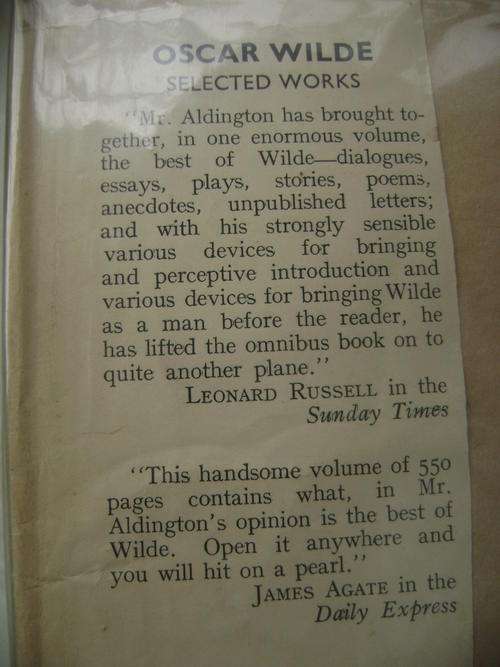 OSCAR WILDE
SELECTED WORKS
"Mr. Aldington has brought to-
gether, in one enormous volume,
the best of Wilde—dialogues,
essays, plays, stories, poems,
anecdotes, unpublished letters;
and with his strongly sensible
various devices for bringing
and perceptive introduction and
various devices for bringing Wilde
as a man before the reader, he
has lifted the omnibus book on to
quite another plane."
LEONARD RUSSELL in the
Sunday Times
"This handsome volume of 550
pages contains what, in Mr.
Aldington's opinion is the best of
Wilde. Open it anywhere and
you will hit on a pearl."
JAMES AGATE in the
Daily Express